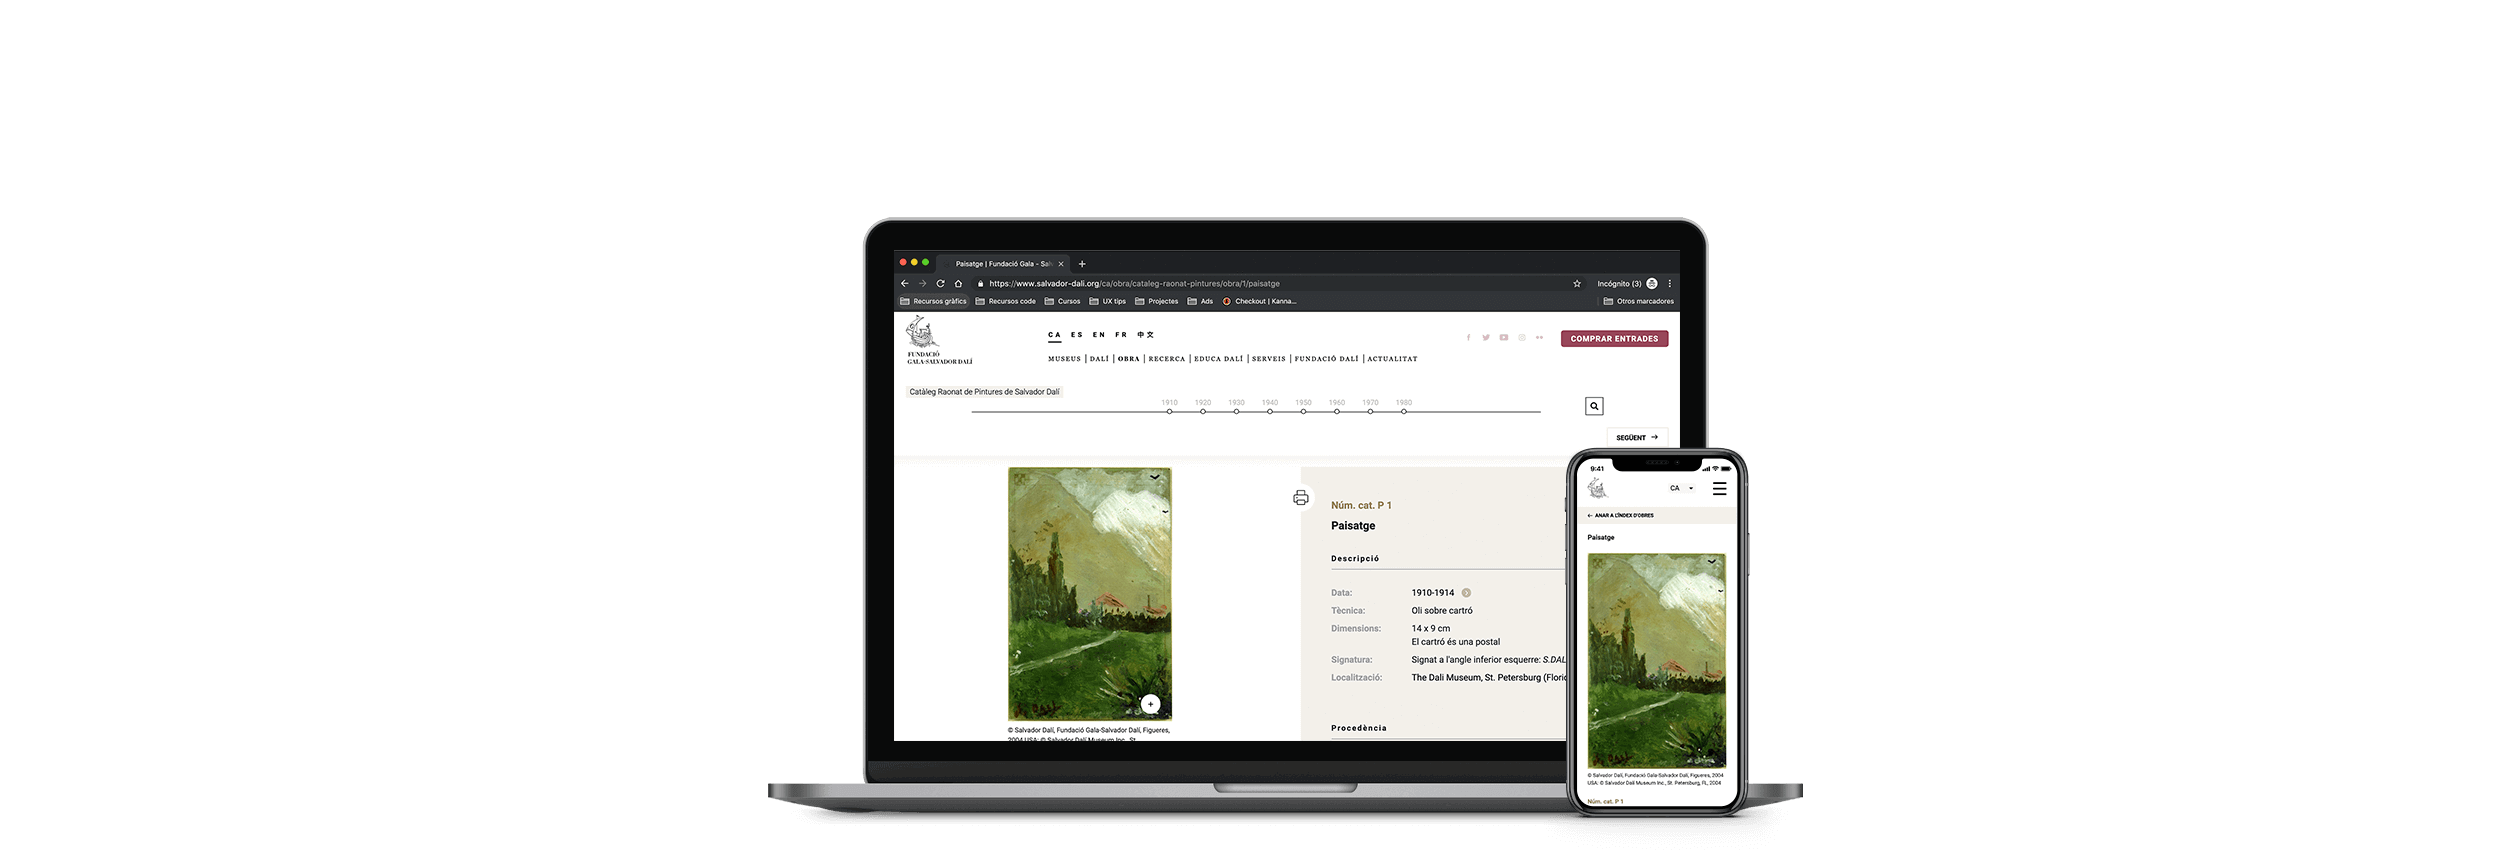 Paisatge | Fundació Gala - Sal
https://www.salvador-dali.org/ca/obra/cataleg-raonat-pintures/obra/1/paisatge
Incógnito (3)
Recursos gràfics
Recursos code
Cursos
UX tips
Projectes
Ads
Checkout | Kanna...
Otros marcadores
FUNDACIÓ
GALA-SALVADOR DALÍ
CA ES EN FR 中文
COMPRAR ENTRADES
MUSEUS | DALÍ | OBRA | RECERCA | EDUCA DALÍ | SERVEIS | FUNDACIÓ DALÍ | ACTUALITAT
Catàleg Raonat de Pintures de Salvador Dalí
1910 1920 1930 1940 1950 1960 1970 1980
SEGÜENT →
Núm. cat. P 1
Paisatge
Descripció
Data: 1910-1914
Tècnica: Oli sobre cartró
Dimensions: 14 x 9 cm
El cartró és una postal
Signatura: Signat a l'angle inferior esquerre: S.DAL
Localització: The Dali Museum, St. Petersburg (Floric
Procedència
© Salvador Dalí, Fundació Gala-Salvador Dalí, Figueres,
2004 USA: © Salvador Dalí Museum Inc., St.
9:41
CA
← ANAR A L'ÍNDEX D'OBRES
Paisatge
© Salvador Dalí, Fundació Gala-Salvador Dalí, Figueres, 2004
USA: © Salvador Dalí Museum Inc., St. Petersburg, FL, 2004
Núm. cat. P 1